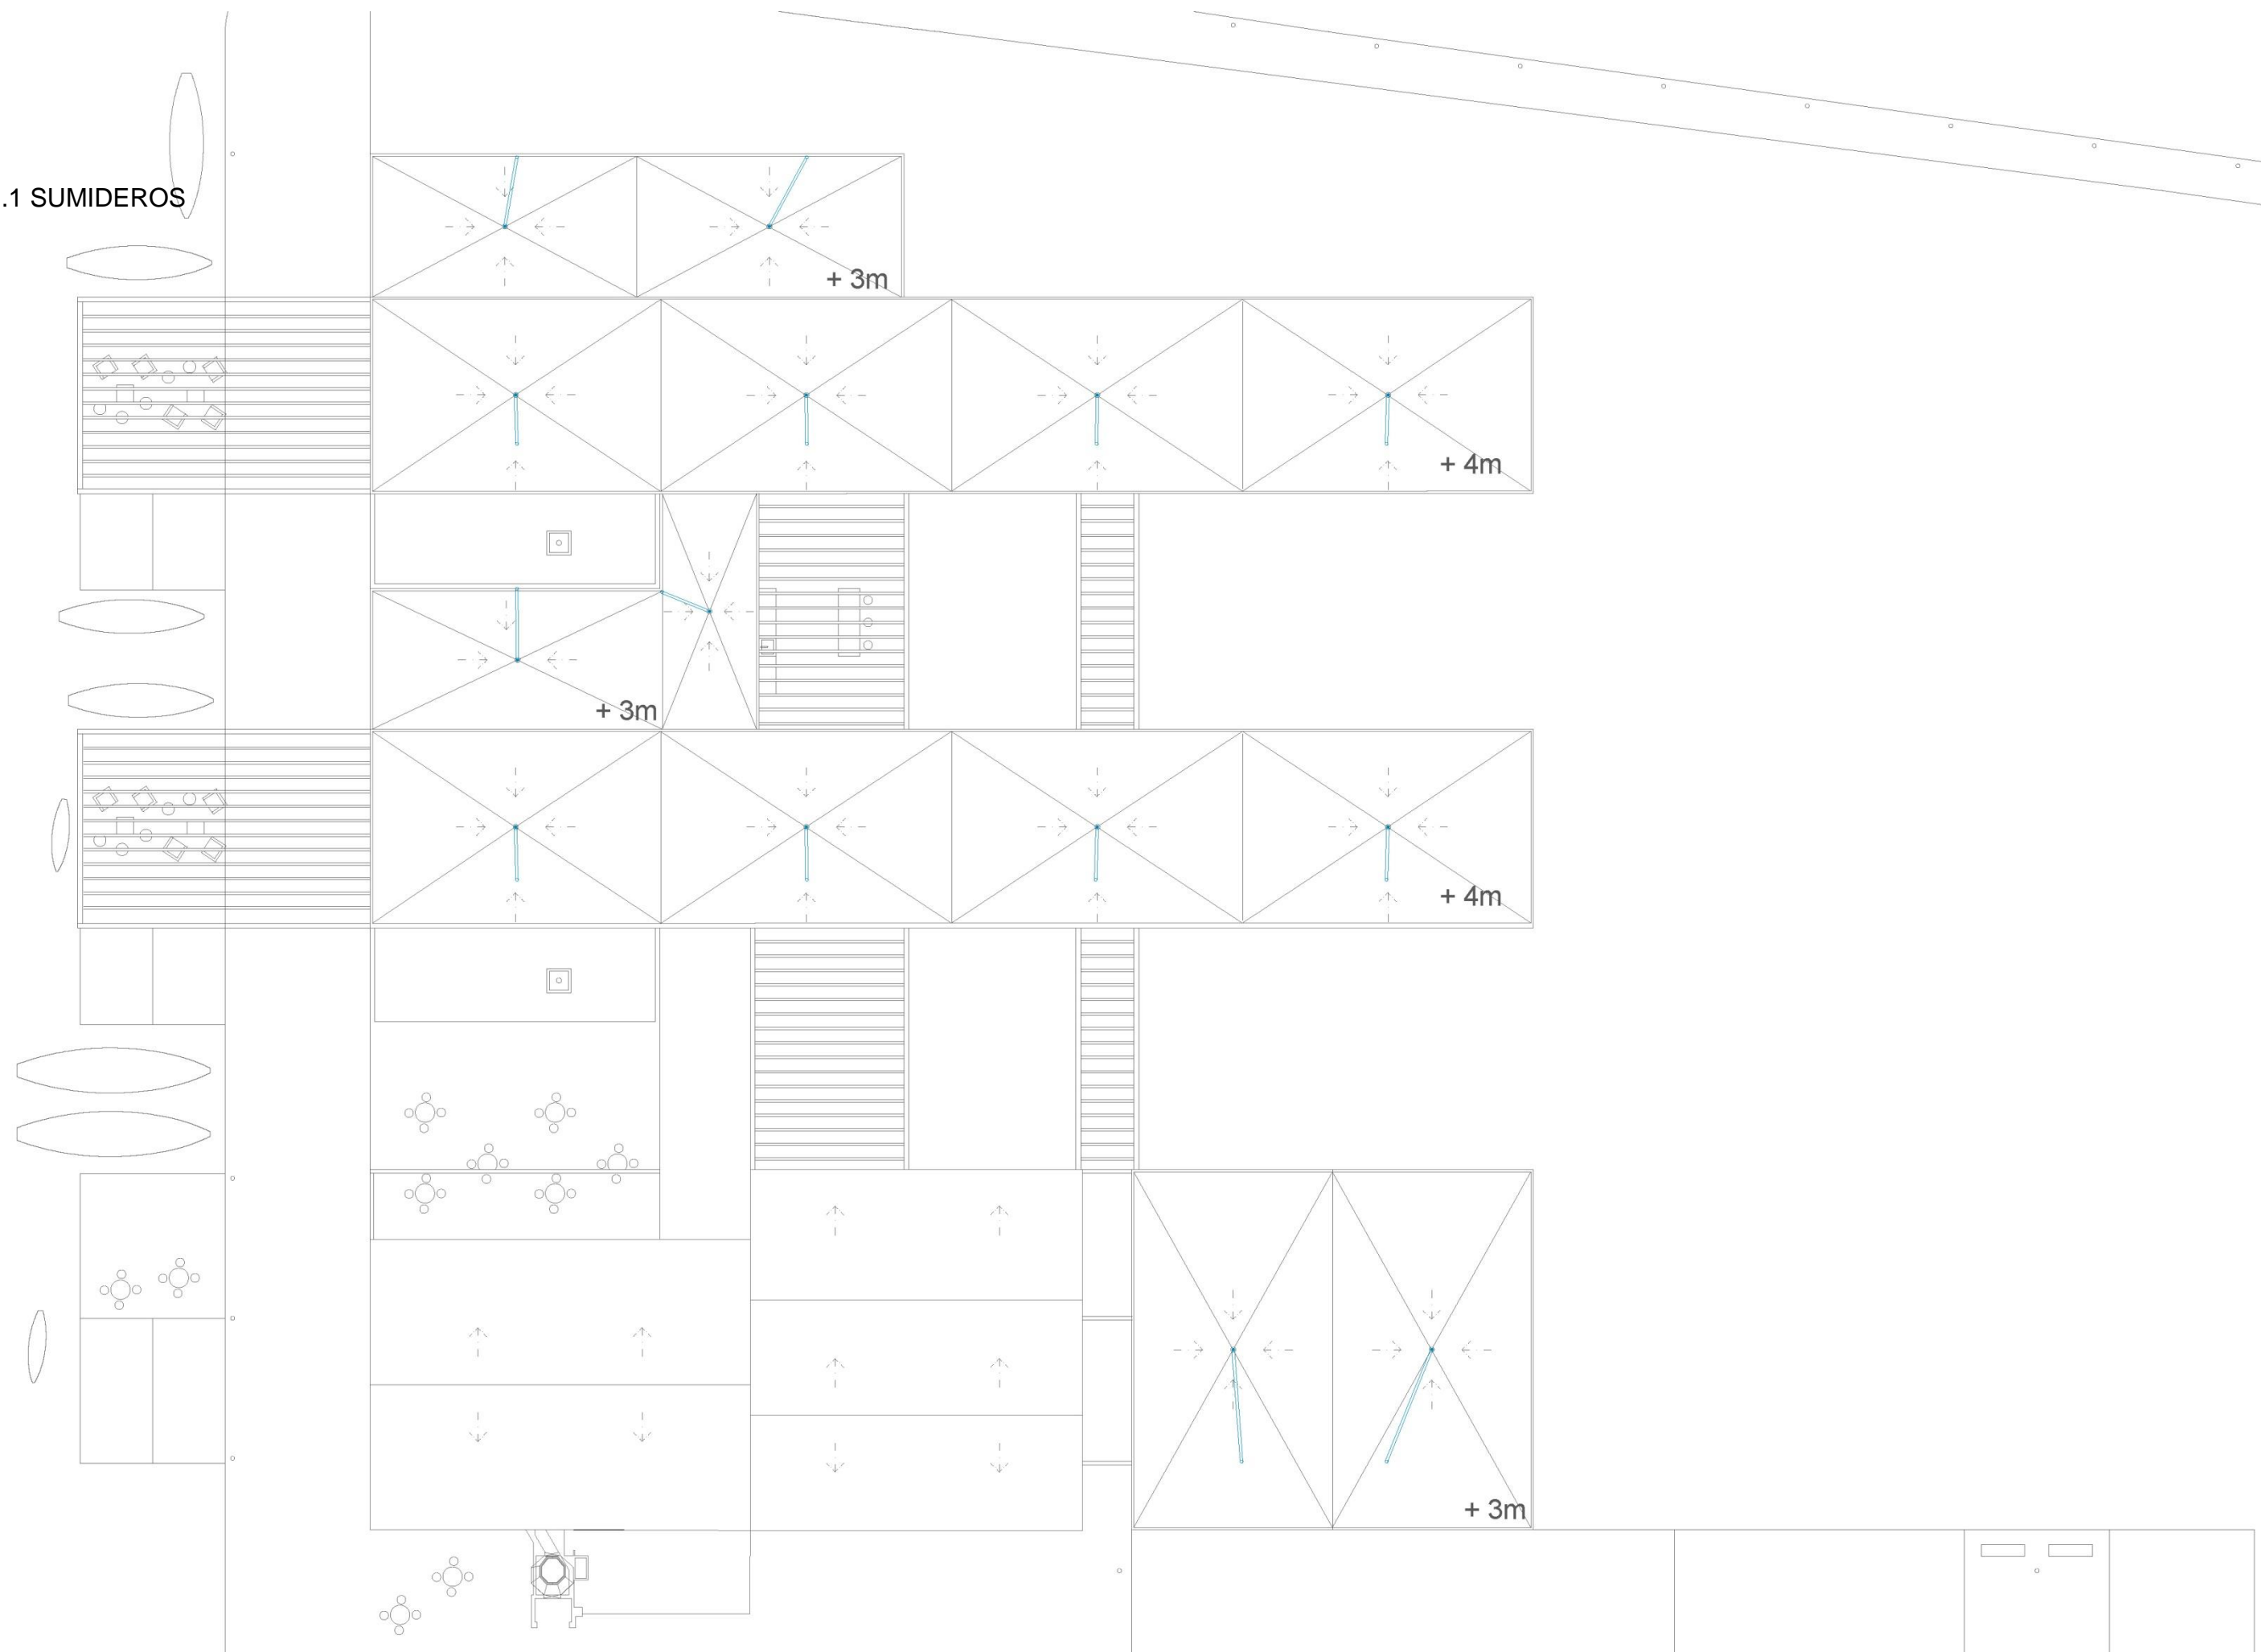 .1 SUMIDEROS
+ 3m
+ 4m
+ 3m
+ 4m
+ 3m